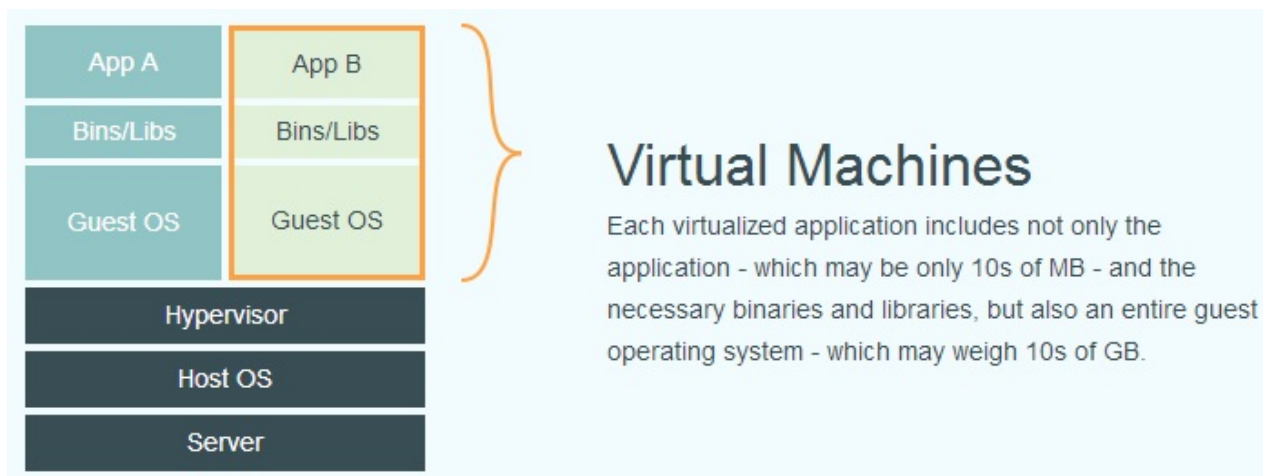 App A
App B
Bins/Libs
Bins/Libs
Guest OS
Guest OS
Hypervisor
Host OS
Server
Virtual Machines
Each virtualized application includes not only the
application - which may be only 10s of MB - and the
necessary binaries and libraries, but also an entire guest
operating system - which may weigh 10s of GB.